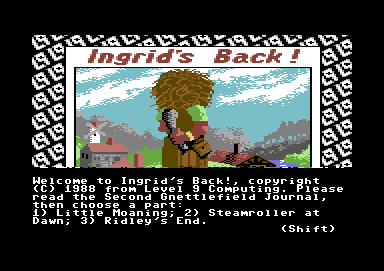 Ingrid's Back!
Welcome to Ingrid's Back!, copyright
(C) 1988 from Level 9 Computing. Please
read the Second Gnettlefield Journal,
then choose a part:
1) Little Moaning; 2) Steamroller at
Dawn; 3) Ridley's End.
(Shift)